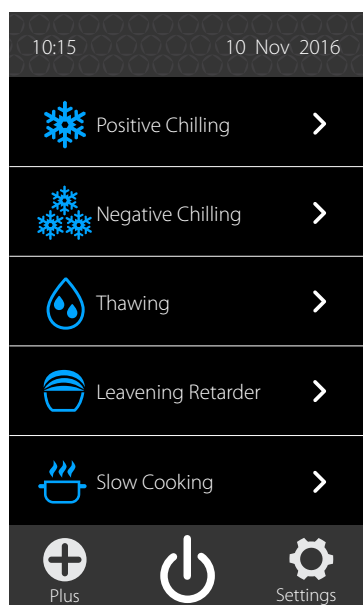 10:15 10 Nov 2016
Positive Chilling
Negative Chilling
Thawing
Leavening Retarder
Slow Cooking
Plus Settings